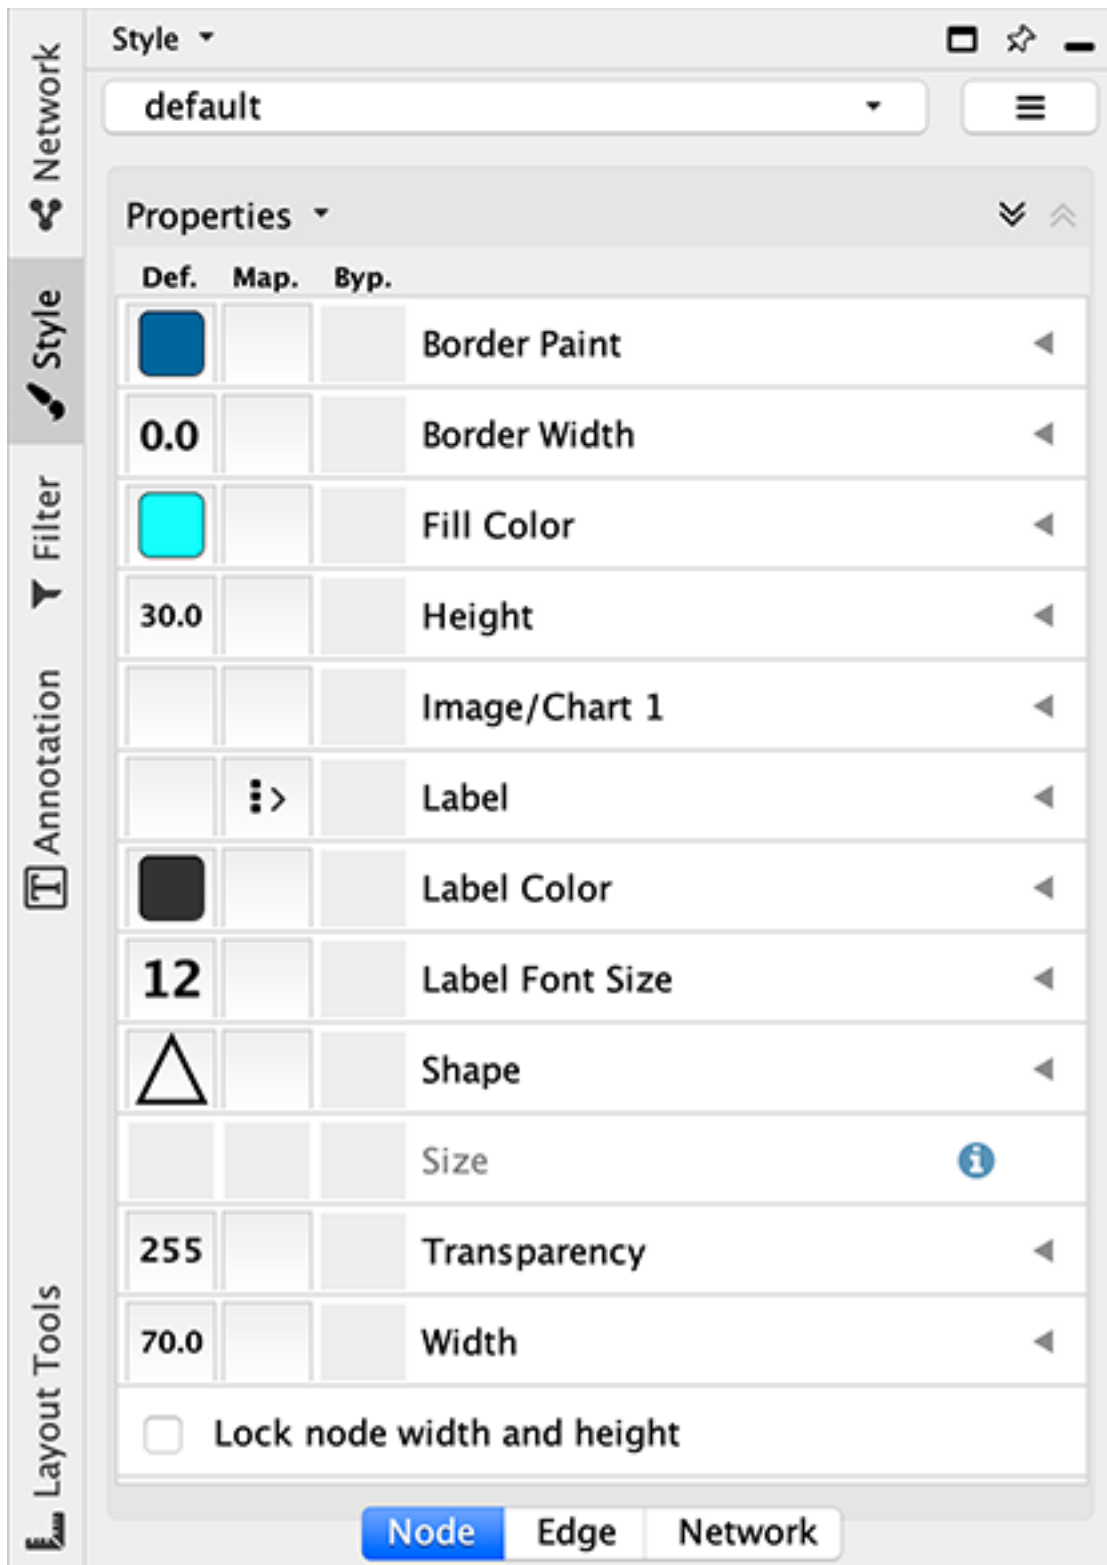 Style
default
Properties
Def. Map. Byp.
Border Paint
0.0 Border Width
Fill Color
30.0 Height
Image/Chart 1
Label
Label Color
12 Label Font Size
Shape
Size
255 Transparency
70.0 Width
Lock node width and height
Node Edge Network
Network
Style
Filter
T Annotation
Layout Tools